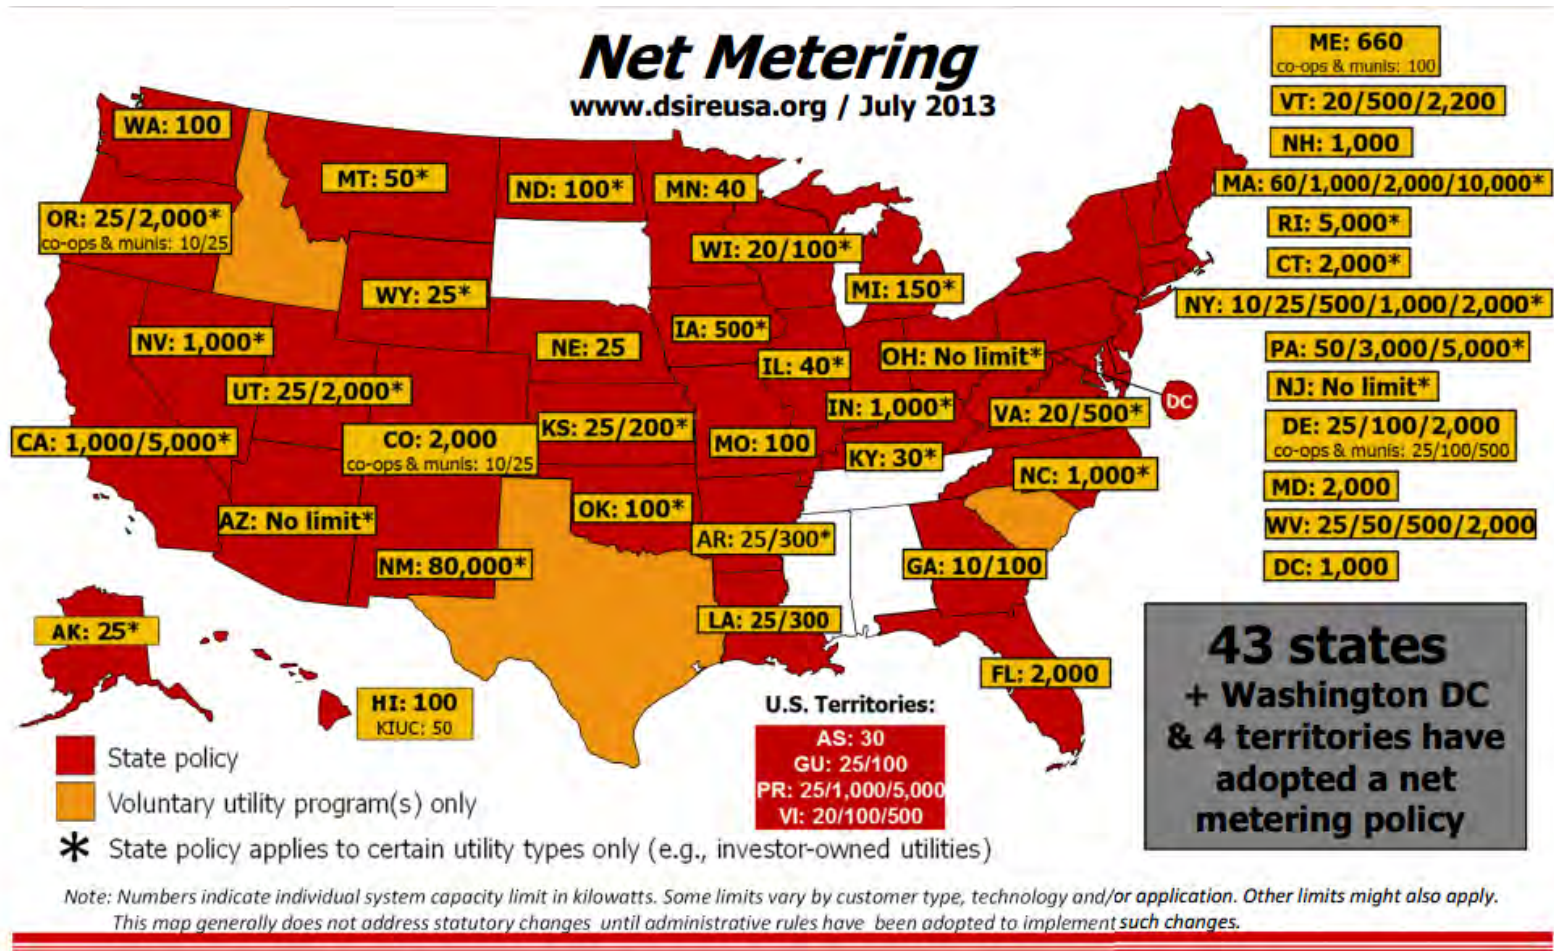 Net Metering
www.dsireusa.org / July 2013
ME: 660
co-ops & munis: 100
VT: 20/500/2,200
NH: 1,000
MA: 60/1,000/2,000/10,000*
RI: 5,000*
CT: 2,000*
NY: 10/25/500/1,000/2,000*
PA: 50/3,000/5,000*
NJ: No limit*
DE: 25/100/2,000
co-ops & munis: 25/100/500
MD: 2,000
WV: 25/50/500/2,000
DC: 1,000
WA: 100
MT: 50*
ND: 100*
MN: 40
OR: 25/2,000*
co-ops & munis: 10/25
WI: 20/100*
WY: 25*
MI: 150*
IA: 500*
NV: 1,000*
NE: 25
OH: No limit*
IL: 40*
UT: 25/2,000*
IN: 1,000*
VA: 20/500*
DC
CA: 1,000/5,000*
CO: 2,000
co-ops & munis: 10/25
KS: 25/200*
MO: 100
KY: 30*
NC: 1,000*
AZ: No limit*
OK: 100*
AR: 25/300*
NM: 80,000*
GA: 10/100
AK: 25*
LA: 25/300
FL: 2,000
HI: 100
KIUC: 50
U.S. Territories:
AS: 30
GU: 25/100
PR: 25/1,000/5,000
VI: 20/100/500
43 states
+ Washington DC
& 4 territories have
adopted a net
metering policy
State policy
Voluntary utility program(s) only
* State policy applies to certain utility types only (e.g., investor-owned utilities)
Note: Numbers indicate individual system capacity limit in kilowatts. Some limits vary by customer type, technology and/or application. Other limits might also apply.
This map generally does not address statutory changes until administrative rules have been adopted to implement such changes.